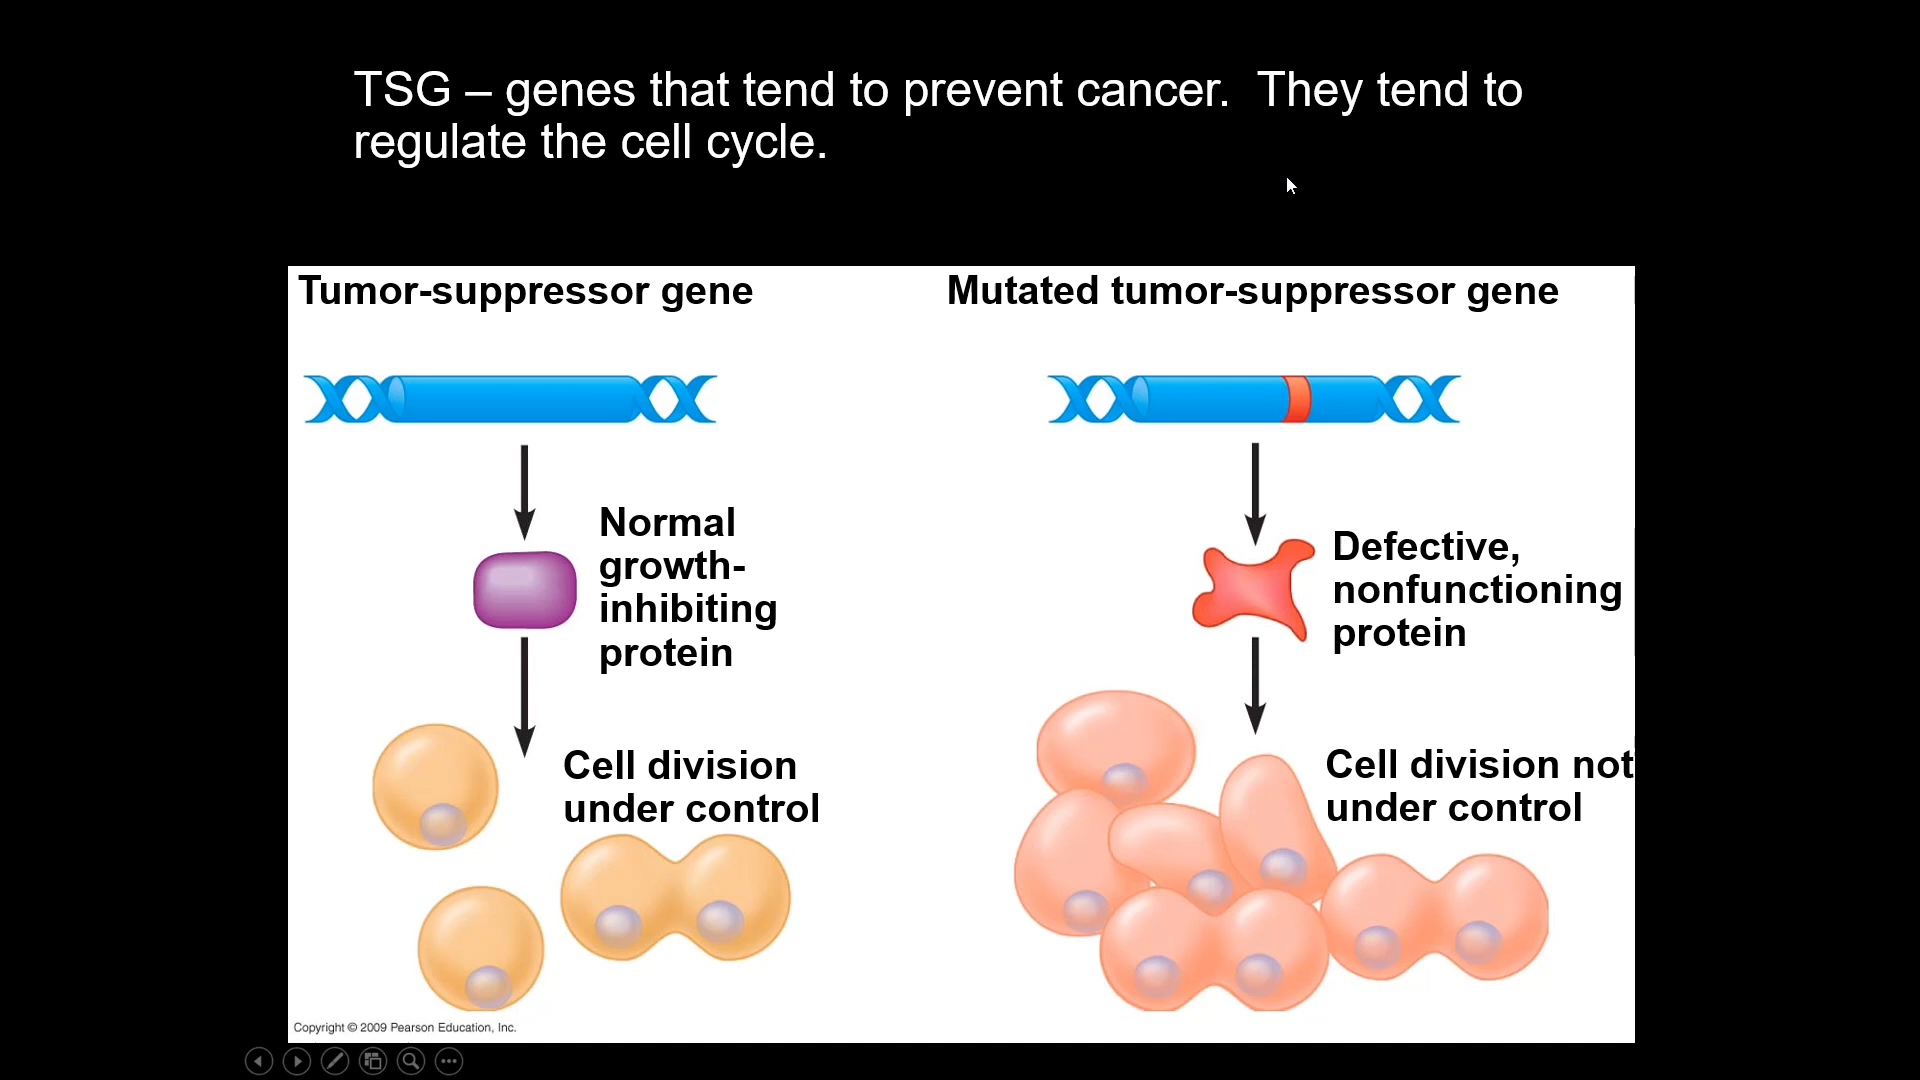 TSG – genes that tend to prevent cancer.  They tend to
regulate the cell cycle.
Tumor-suppressor gene
Normal
growth-
inhibiting
protein
Cell division
under control
Mutated tumor-suppressor gene
Defective,
nonfunctioning
protein
Cell division not
under control
Copyright © 2009 Pearson Education, Inc.